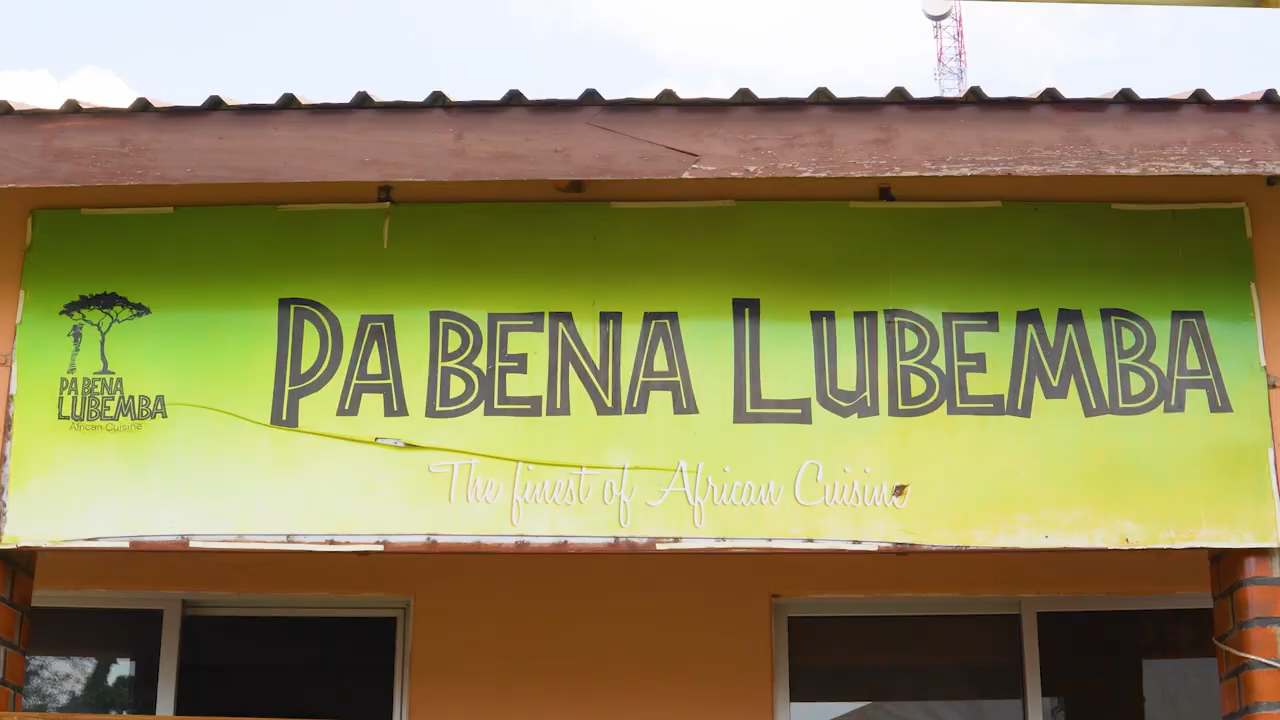 PA BENA LUBEMBA
PA BENA
LUBEMBA
African Cuisine
The finest of African Cuisine